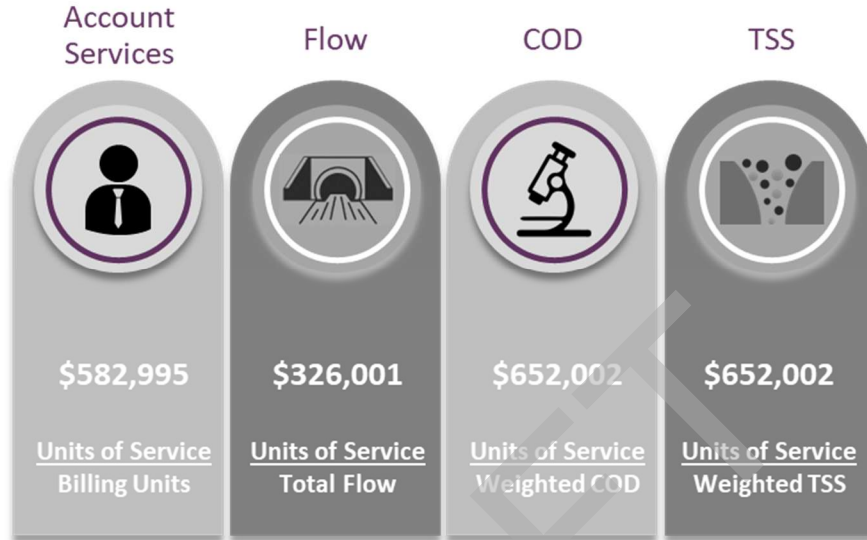 Account
Services
Flow
COD
TSS
$582,995
$326,001
$652,002
$652,002
Units of Service
Billing Units
Units of Service
Total Flow
Units of Service
Weighted COD
Units of Service
Weighted TSS